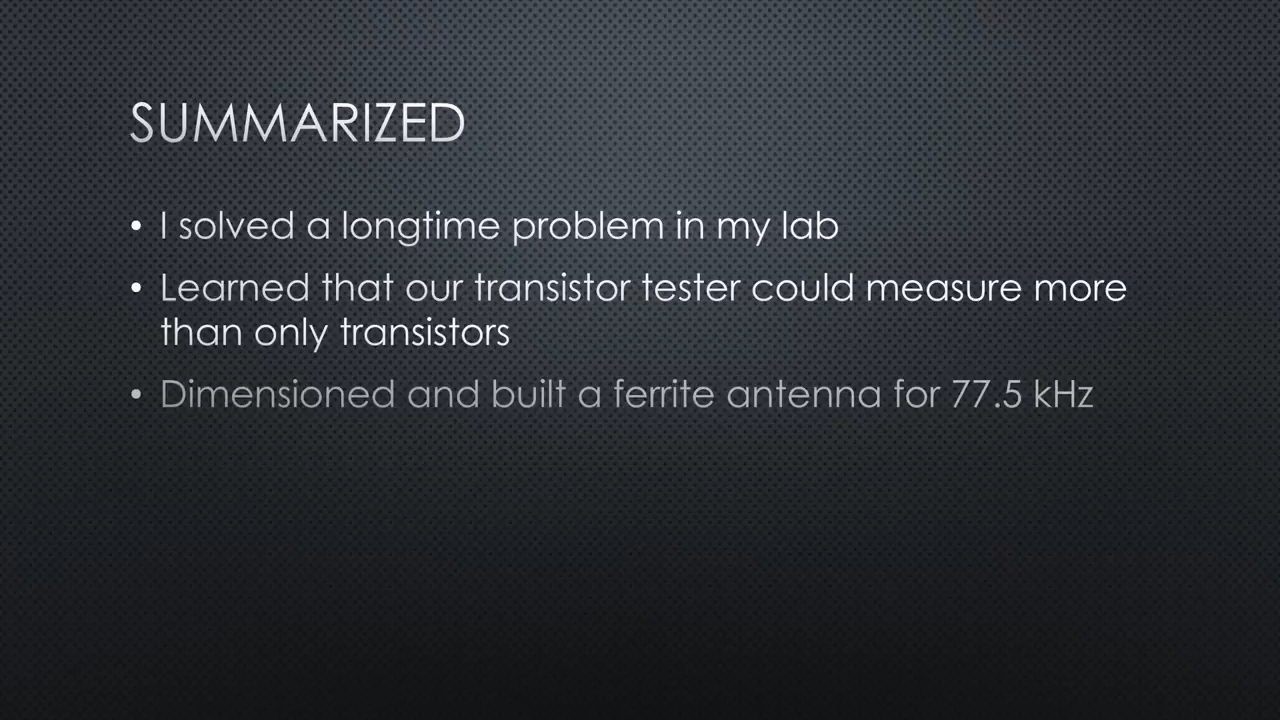 SUMMARIZED
• I solved a longtime problem in my lab
• Learned that our transistor tester could measure more
than only transistors
• Dimensioned and built a ferrite antenna for 77.5 kHz